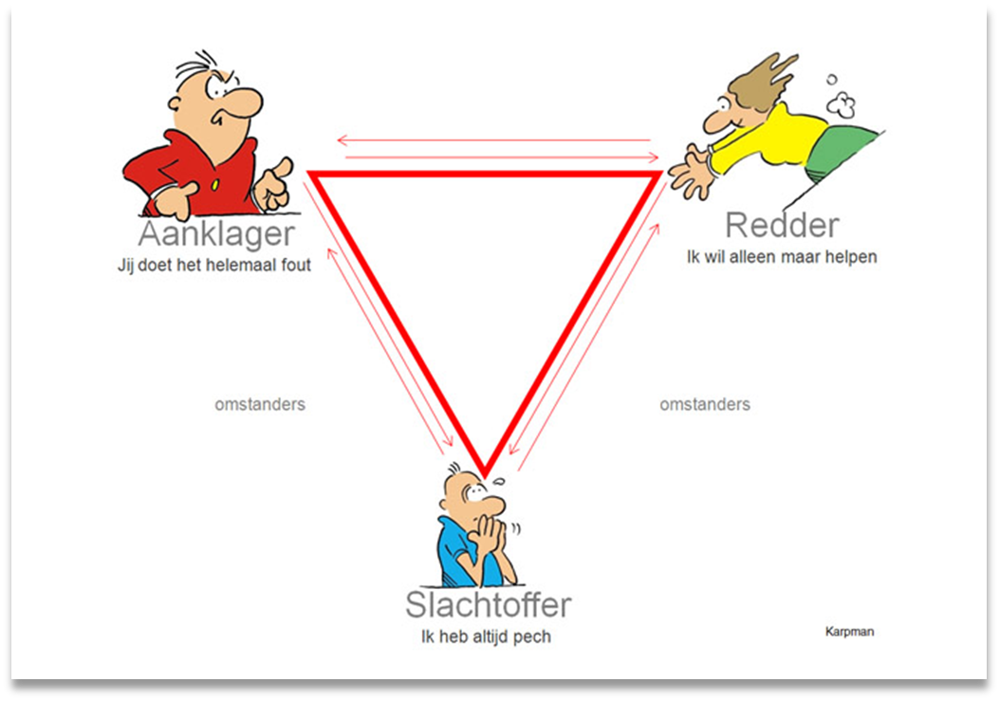 Aanklager
Jij doet het helemaal fout
Redder
Ik wil alleen maar helpen
omstanders
omstanders
Slachtoffer
Ik heb altijd pech
Karpman